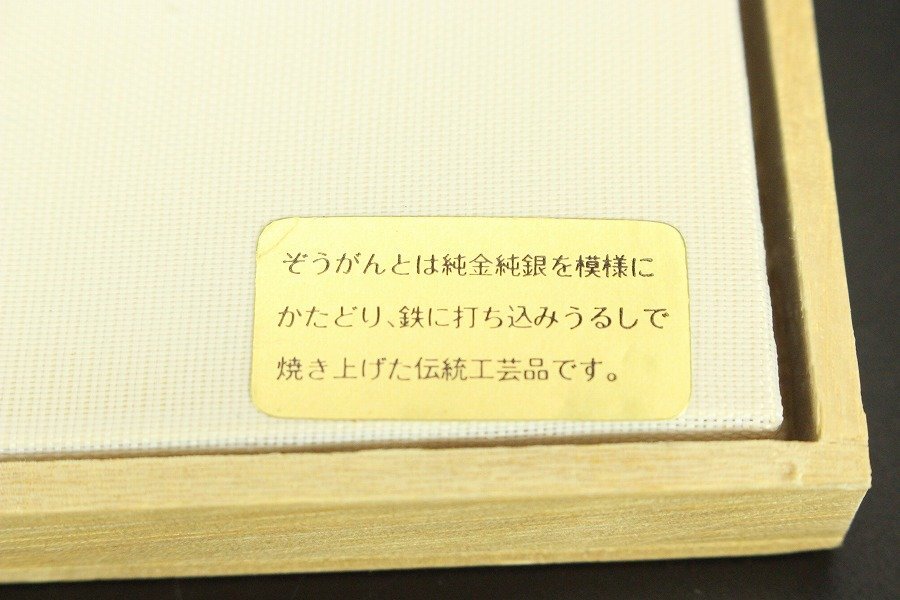 ぞうがんとは純金純銀を模様に
かたどり、鉄に打ち込みうるしで
焼き上げた伝統工芸品です。